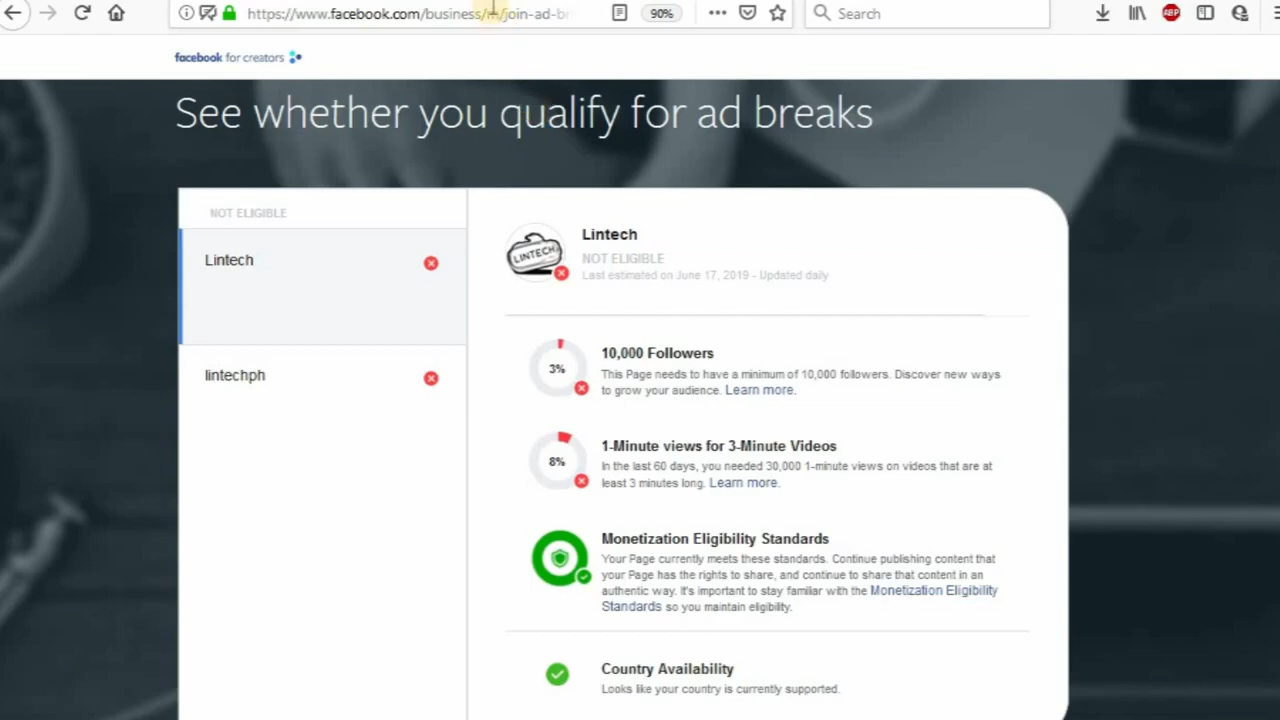 https://www.facebook.com/business/m/join-ad-br
90%
Search
ABP
facebook for creators
See whether you qualify for ad breaks
NOT ELIGIBLE
Lintech
lintechph
LINTECH
Lintech
NOT ELIGIBLE
Last estimated on June 17, 2019 - Updated daily
3%
10,000 Followers
This Page needs to have a minimum of 10,000 followers. Discover new ways
to grow your audience. Learn more.
8%
1-Minute views for 3-Minute Videos
In the last 60 days, you needed 30,000 1-minute views on videos that are at
least 3 minutes long. Learn more.
Monetization Eligibility Standards
Your Page currently meets these standards. Continue publishing content that
your Page has the rights to share, and continue to share that content in an
authentic way. It's important to stay familiar with the Monetization Eligibility
Standards so you maintain eligibility.
Country Availability
Looks like your country is currently supported.